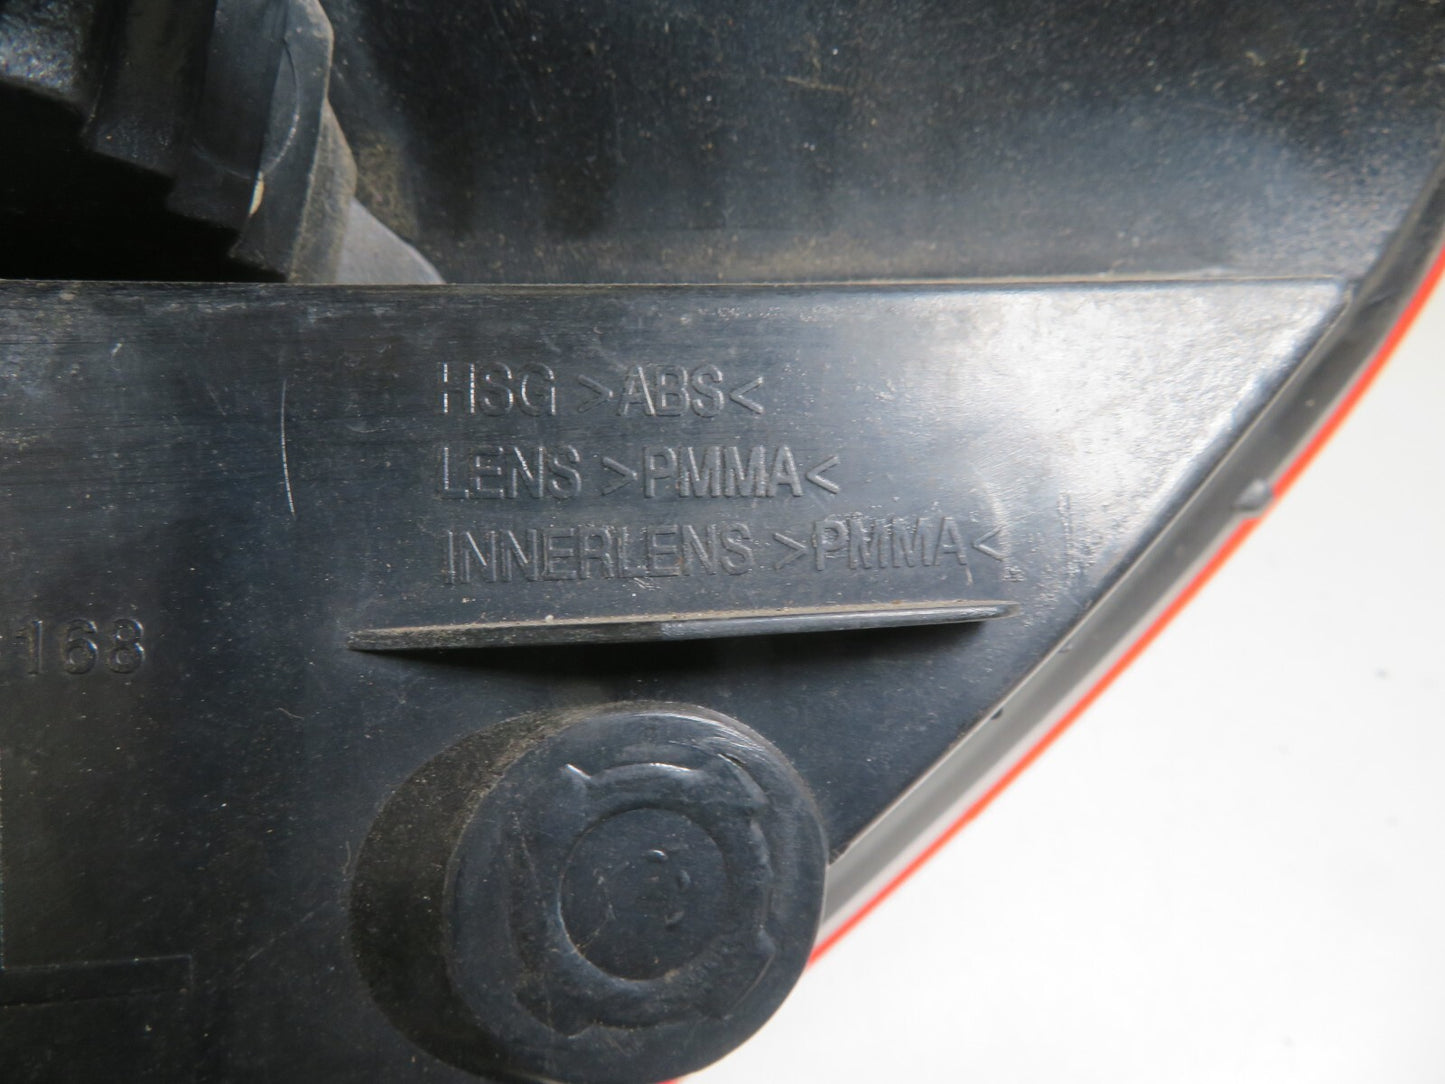 HSG >ABS<
LENS >PMMA<
INNERLENS >PMMA<
168